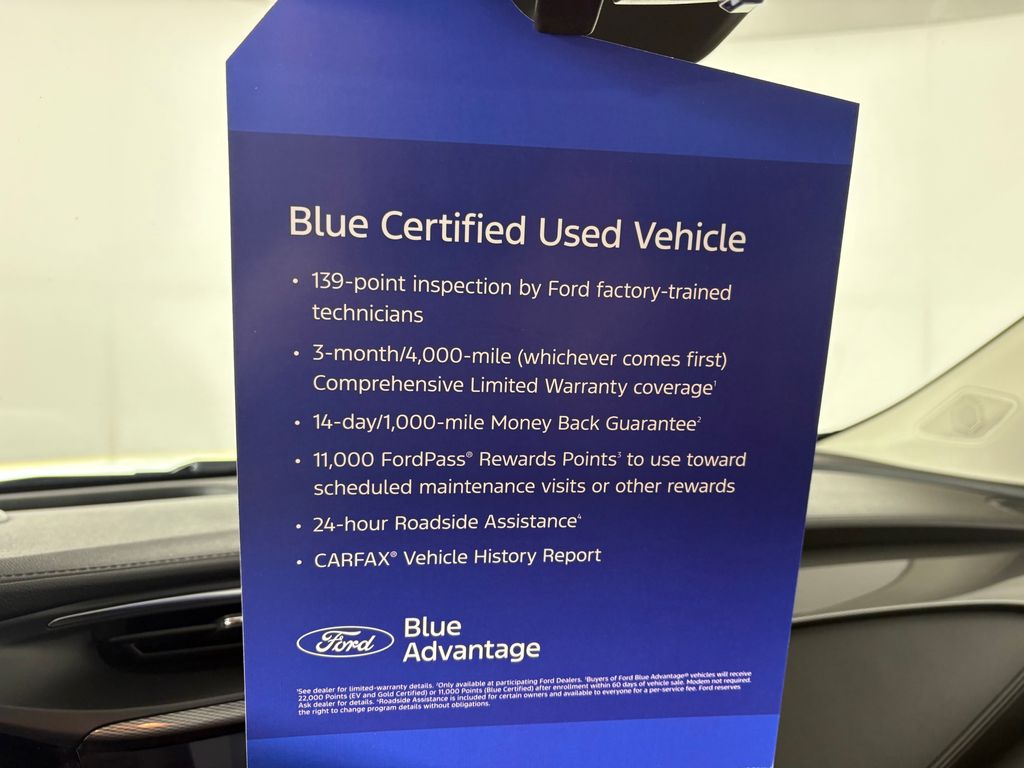 Blue Certified Used Vehicle
• 139-point inspection by Ford factory-trained
technicians
• 3-month/4,000-mile (whichever comes first)
Comprehensive Limited Warranty coverage¹
• 14-day/1,000-mile Money Back Guarantee²
• 11,000 FordPass® Rewards Points³ to use toward
scheduled maintenance visits or other rewards
• 24-hour Roadside Assistance⁴
• CARFAX® Vehicle History Report
Ford
Blue
Advantage
¹See dealer for limited-warranty details. ²Only available at participating Ford Dealers. ³Buyers of Ford Blue Advantage® vehicles will receive
22,000 Points (EV and Gold Certified) or 11,000 Points (Blue Certified) after enrollment within 60 days of vehicle sale. Modem not required.
Ask dealer for details. ⁴Roadside Assistance is included for certain owners and available to everyone for a per-service fee. Ford reserves
the right to change program details without obligations.